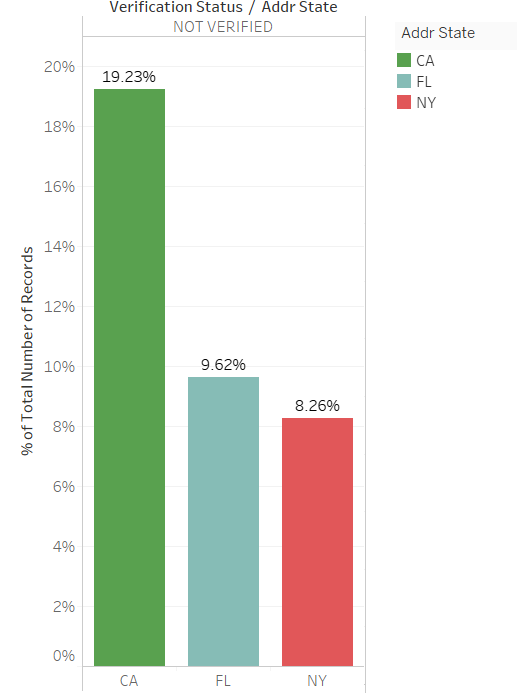 Verification Status / Addr State
NOT VERIFIED
Addr State
CA
FL
NY
% of Total Number of Records
20%
18%
16%
14%
12%
10%
8%
6%
4%
2%
0%
19.23%
9.62%
8.26%
CA
FL
NY